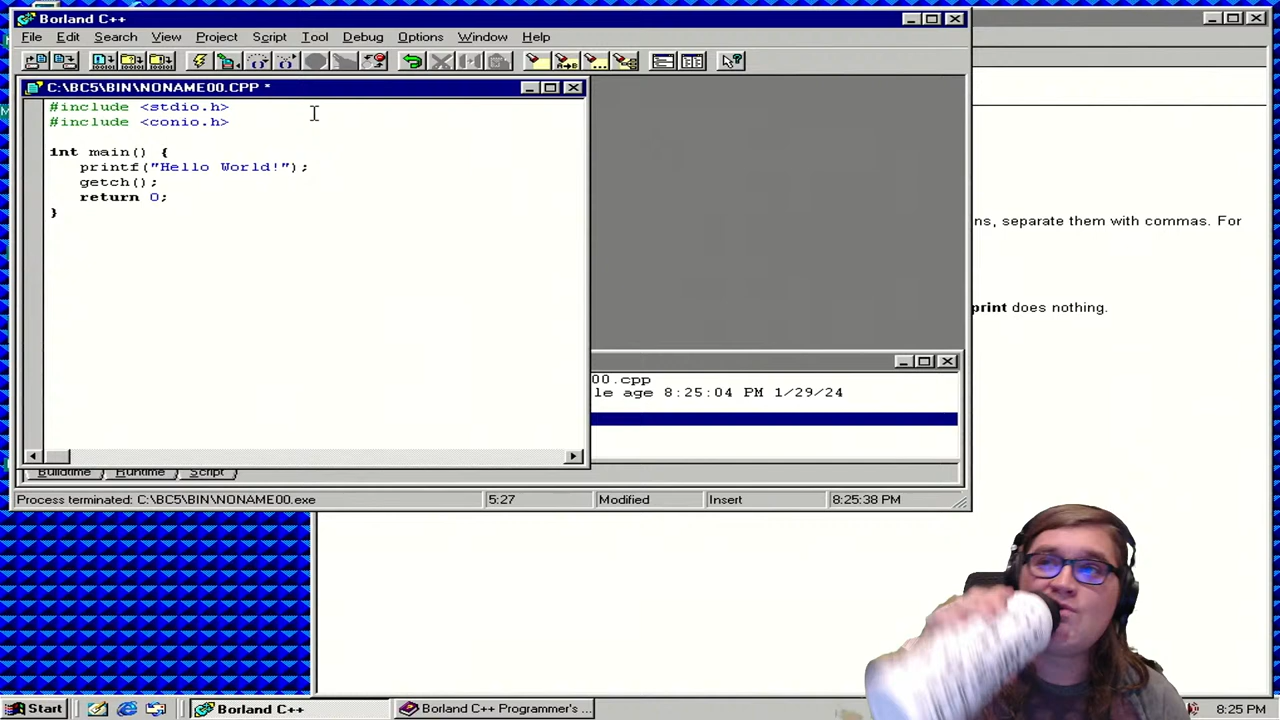 Borland C++
File Edit Search View Project Script Tool Debug Options Window Help
C:\BC5\BIN\NONAME00.CPP *
#include <stdio.h>
#include <conio.h>
int main() {
printf("Hello World!");
getch();
return 0;
}
ns, separate them with commas. For
print does nothing.
00.cpp
le age 8:25:04 PM 1/29/24
Buildtime Runtime Script
Process terminated: C:\BC5\BIN\NONAME00.exe 5:27 Modified Insert 8:25:38 PM
Start Borland C++ Borland C++ Programmer's ... 8:25 PM